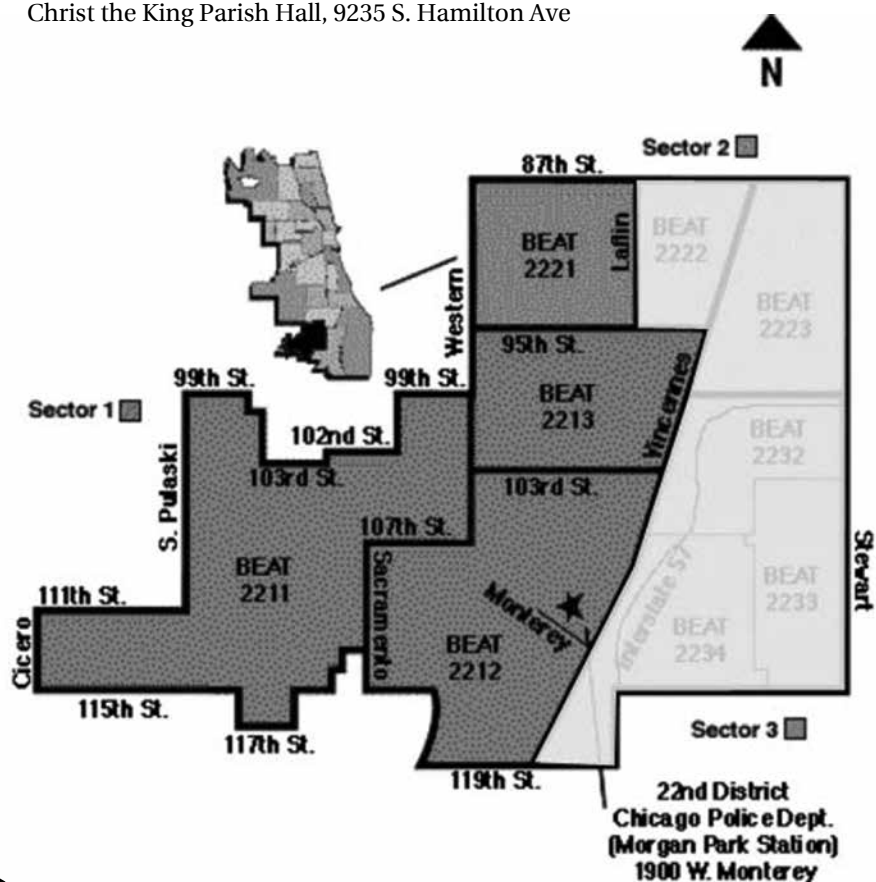 Christ the King Parish Hall, 9235 S. Hamilton Ave
N
Sector 2
87th St.
BEAT
2221
Laflin
BEAT
2222
BEAT
2223
Western
95th St.
BEAT
2213
Vincennes
99th St.
99th St.
Sector 1
102nd St.
103rd St.
S. Pulaski
103rd St.
BEAT
2232
107th St.
BEAT
2211
Sacramento
Monterey
Interstate 57
BEAT
2233
Stewart
111th St.
Cicero
BEAT
2212
BEAT
2234
115th St.
117th St.
119th St.
Sector 3
22nd District
Chicago Police Dept.
(Morgan Park Station)
1900 W. Monterey